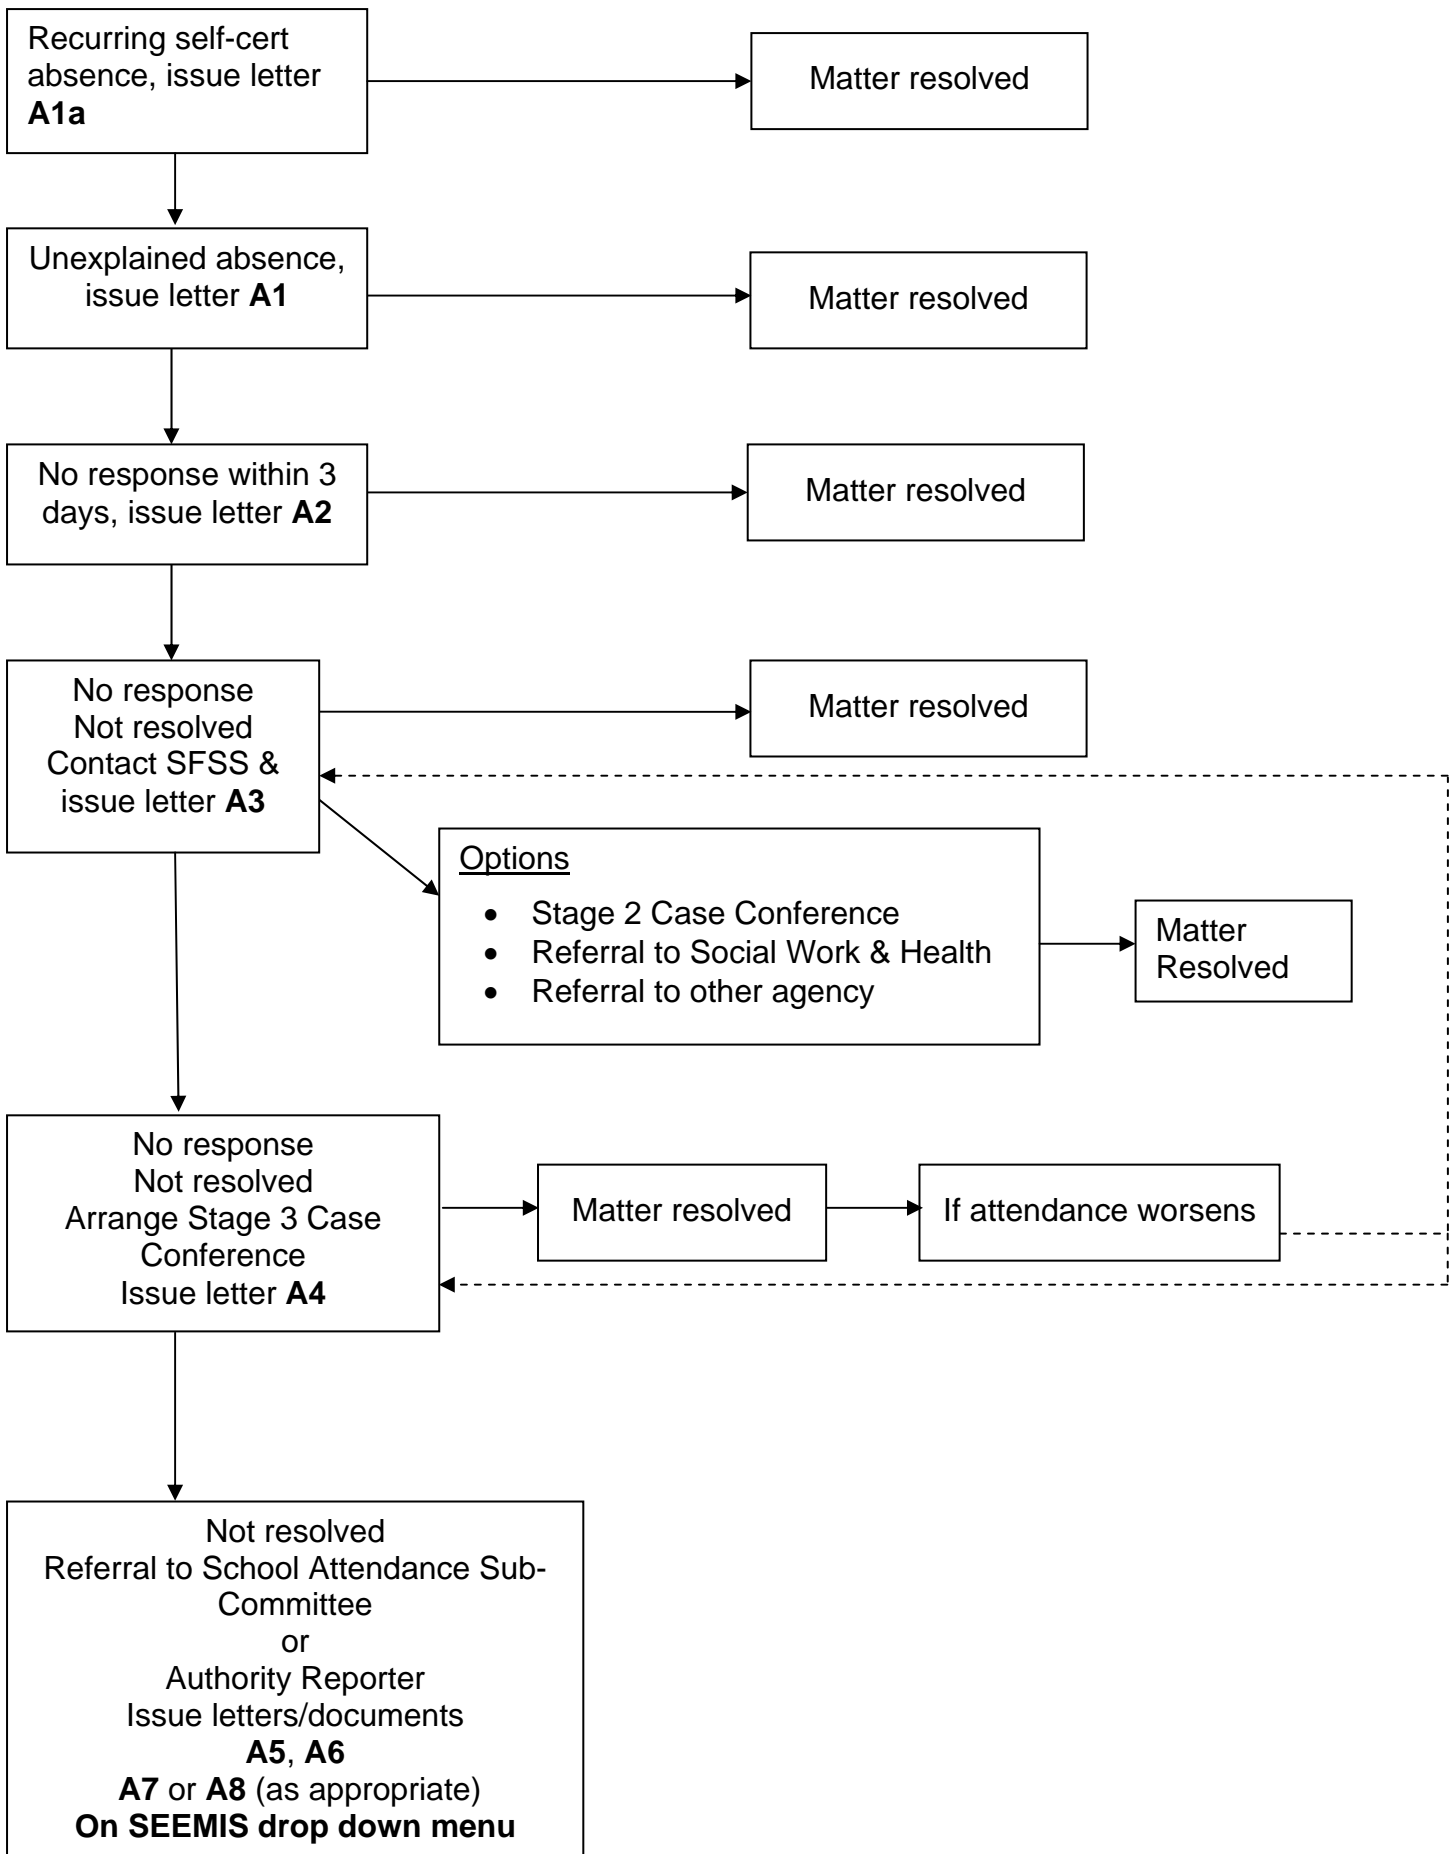 Recurring self-cert
absence, issue letter
A1a
Matter resolved
Unexplained absence,
issue letter A1
Matter resolved
No response within 3
days, issue letter A2
Matter resolved
No response
Not resolved
Contact SFSS &
issue letter A3
Matter resolved
Options
• Stage 2 Case Conference
• Referral to Social Work & Health
• Referral to other agency
Matter
Resolved
No response
Not resolved
Arrange Stage 3 Case
Conference
Issue letter A4
Matter resolved
If attendance worsens
Not resolved
Referral to School Attendance Sub-
Committee
or
Authority Reporter
Issue letters/documents
A5, A6
A7 or A8 (as appropriate)
On SEEMIS drop down menu